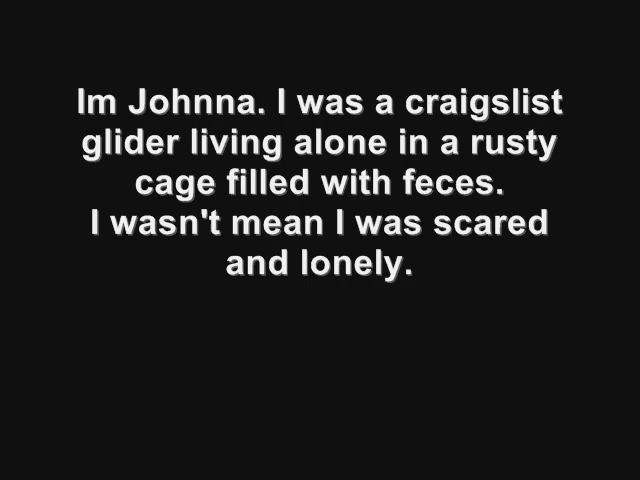 Im Johnna. I was a craigslist
glider living alone in a rusty
cage filled with feces.
I wasn't mean I was scared
and lonely.